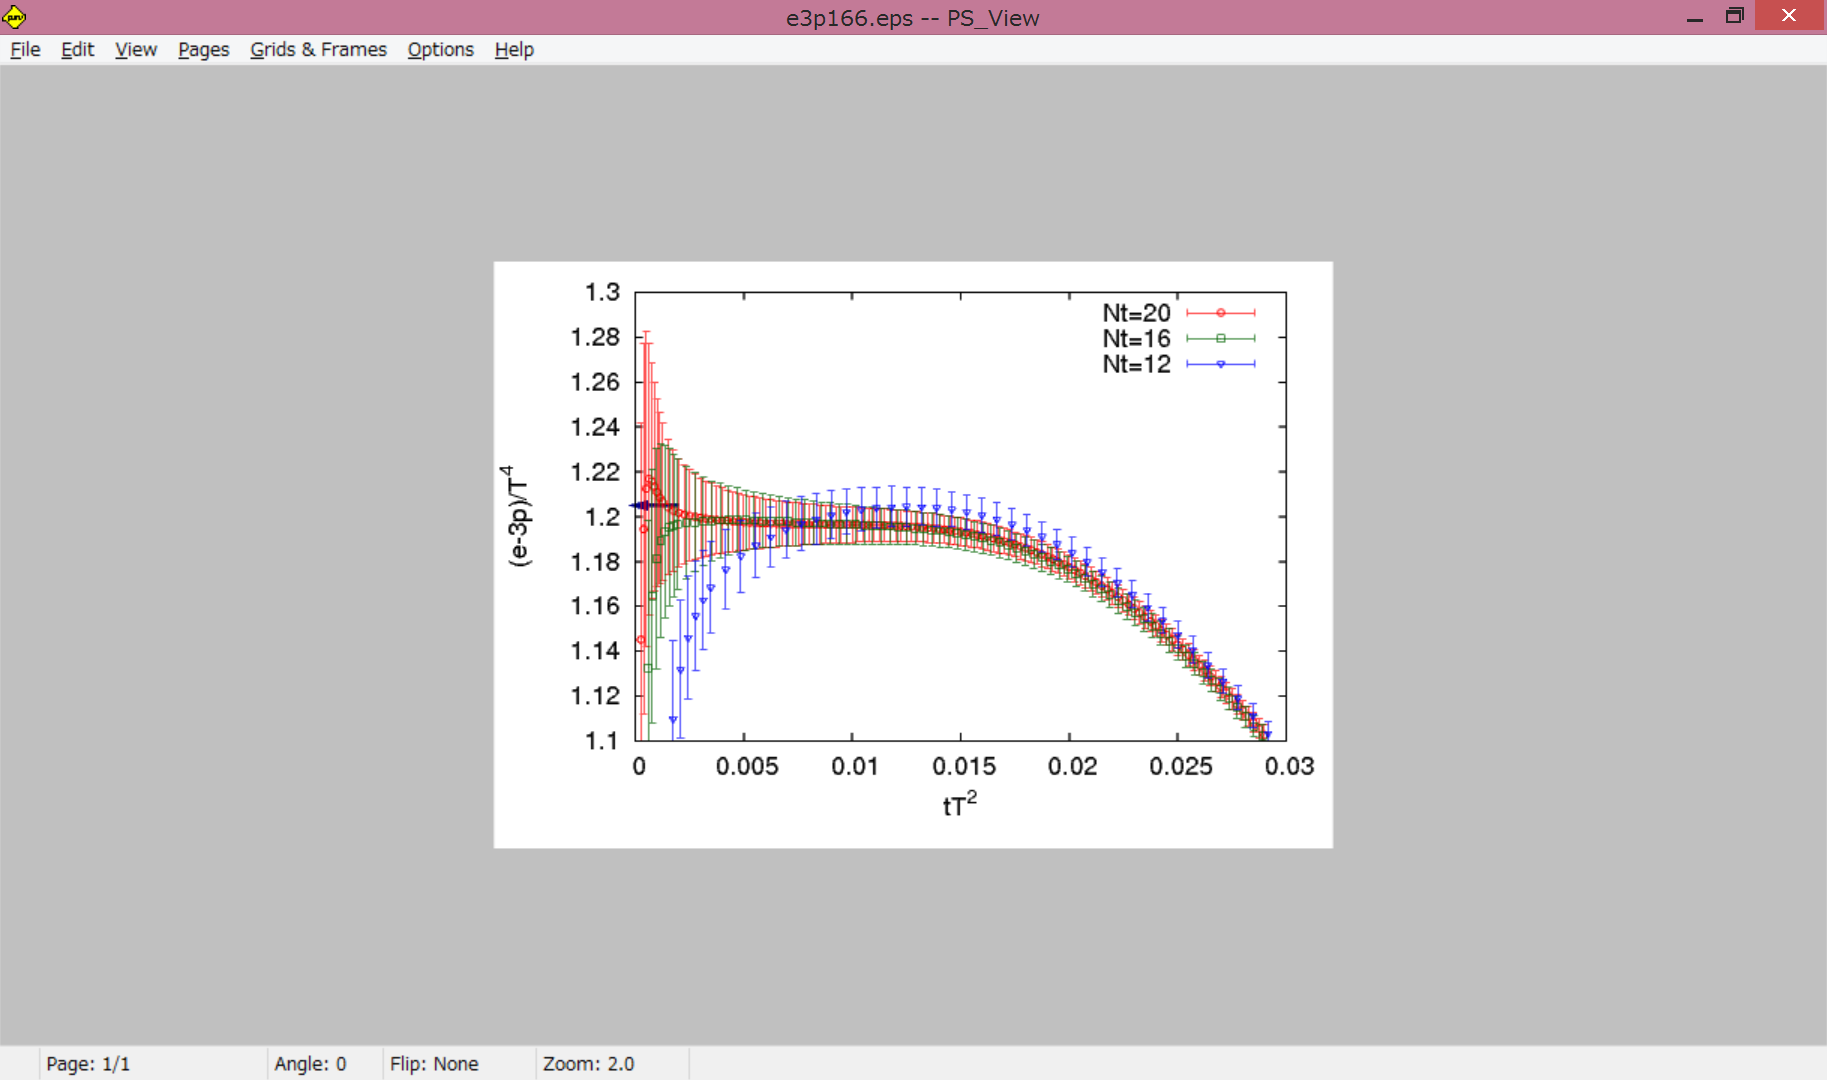 e3p166.eps -- PS_View
File Edit View Pages Grids & Frames Options Help
1.3
1.28
1.26
1.24
1.22
1.2
1.18
1.16
1.14
1.12
1.1
(e-3p)/T^4
Nt=20
Nt=16
Nt=12
0 0.005 0.01 0.015 0.02 0.025 0.03
tT^2
Page: 1/1 Angle: 0 Flip: None Zoom: 2.0